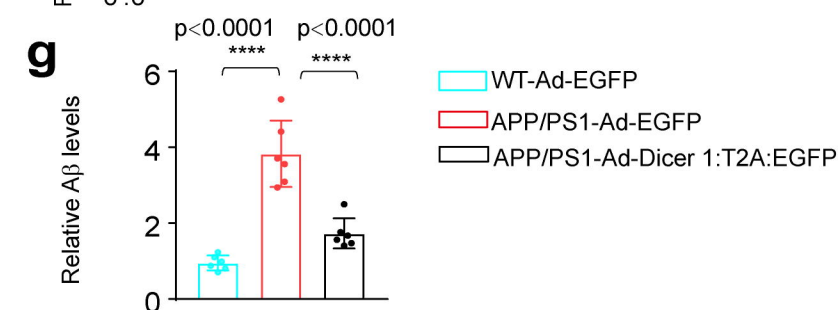 g
p<0.0001 p<0.0001
**** ****
Relative Aβ levels
6
4
2
0
WT-Ad-EGFP
APP/PS1-Ad-EGFP
APP/PS1-Ad-Dicer 1:T2A:EGFP